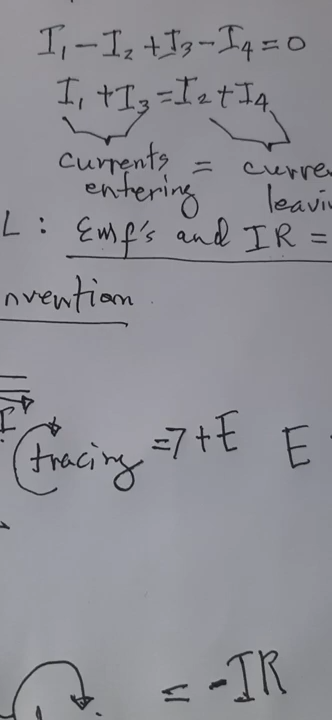 I₁ - I₂ + I₃ - I₄ = 0
I₁ + I₃ = I₂ + I₄
currents = curre
entering leavi
L : Emf's and IR =
nvention
I
tracing => +E E
= -IR